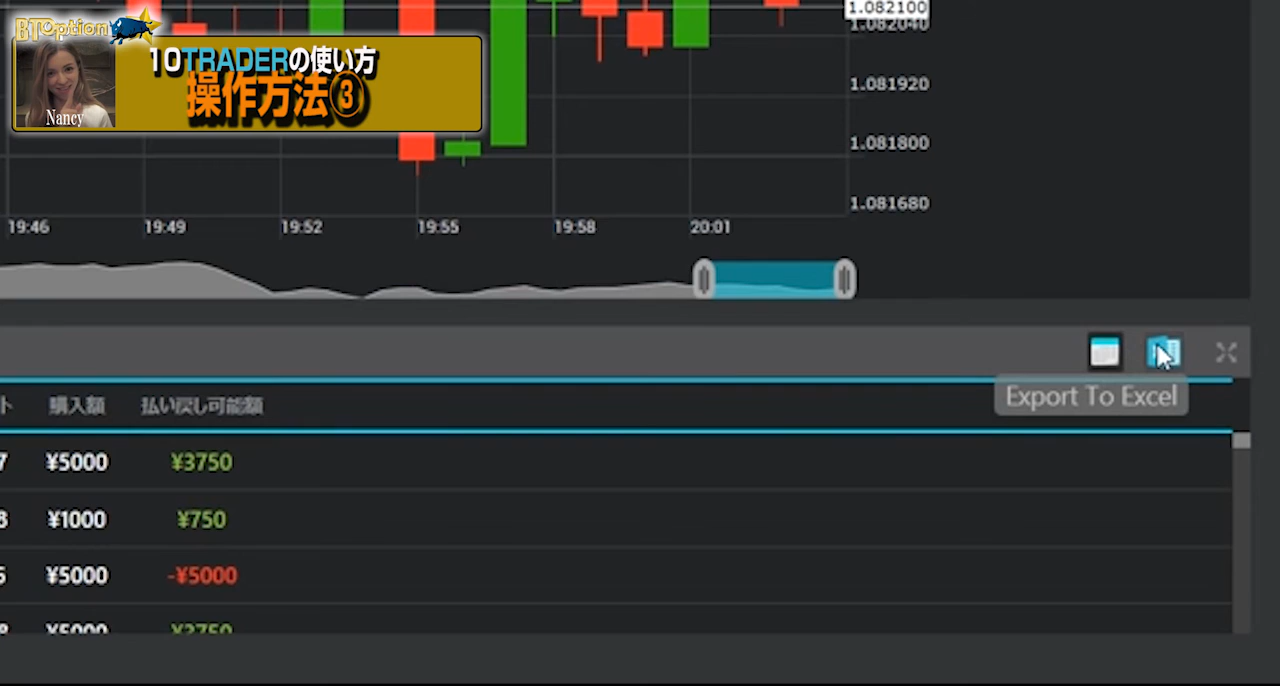 BTOption
10TRADERの使い方
操作方法③
Nancy
1.082100
1.082040
1.081920
1.081800
1.081680
19:46 19:49 19:52 19:55 19:58 20:01
Export To Excel
ト 購入額 払い戻し可能額
7 ¥5000 ¥3750
3 ¥1000 ¥750
5 ¥5000 -¥5000
¥5000 ¥3750